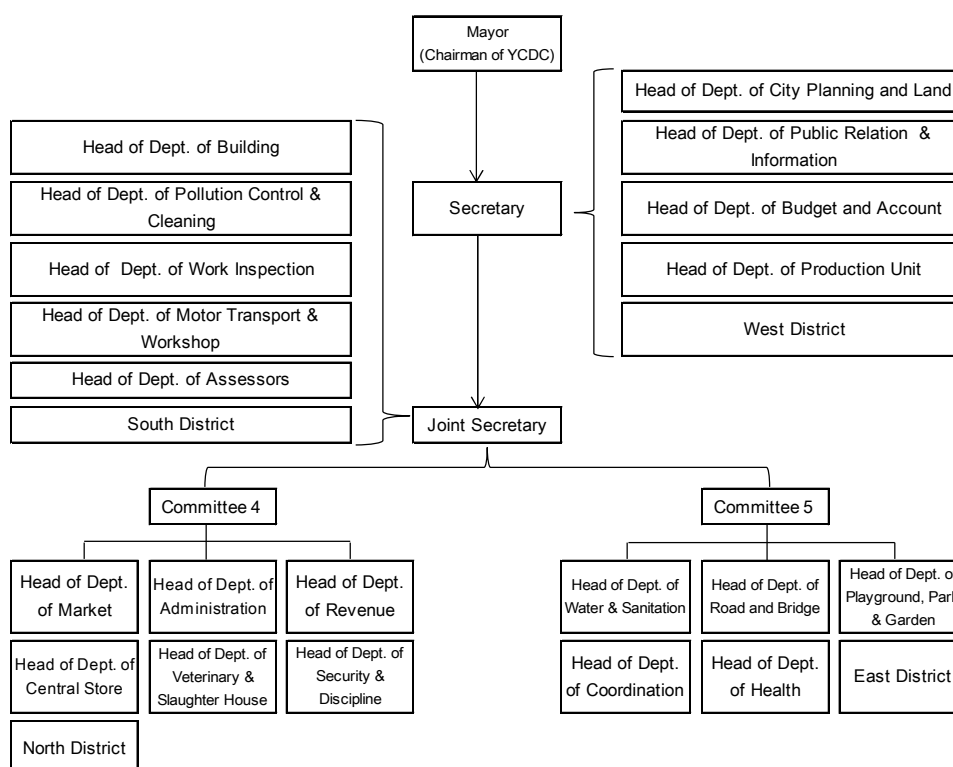 Mayor
(Chairman of YCDC)
Head of Dept. of City Planning and Land
Head of Dept. of Public Relation &
Information
Secretary
Head of Dept. of Budget and Account
Head of Dept. of Production Unit
West District
Head of Dept. of Building
Head of Dept. of Pollution Control &
Cleaning
Head of Dept. of Work Inspection
Head of Dept. of Motor Transport &
Workshop
Head of Dept. of Assessors
South District
Joint Secretary
Committee 4
Committee 5
Head of Dept.
of Market
Head of Dept. of
Administration
Head of Dept.
of Revenue
Head of Dept. of
Central Store
Head of Dept. of
Veterinary &
Slaughter House
Head of Dept. of
Security &
Discipline
North District
Head of Dept. of
Water & Sanitation
Head of Dept. of
Road and Bridge
Head of Dept. of
Playground, Park
& Garden
Head of Dept.
of Coordination
Head of Dept.
of Health
East District